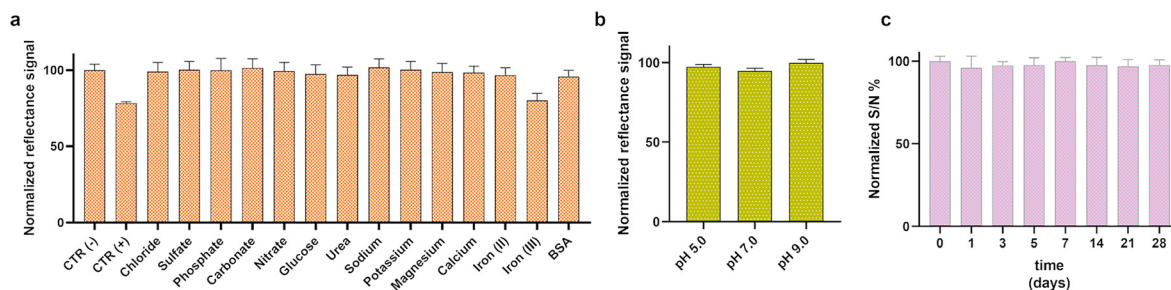 a
Normalized reflectance signal
100
50
0
CTR (-)
CTR (+)
Chloride
Sulfate
Phosphate
Carbonate
Nitrate
Glucose
Urea
Sodium
Potassium
Magnesium
Calcium
Iron (II)
Iron (III)
BSA
b
Normalized reflectance signal
100
50
0
pH 5.0
pH 7.0
pH 9.0
c
Normalized S/N %
100
50
0
0 1 3 5 7 14 21 28
time
(days)